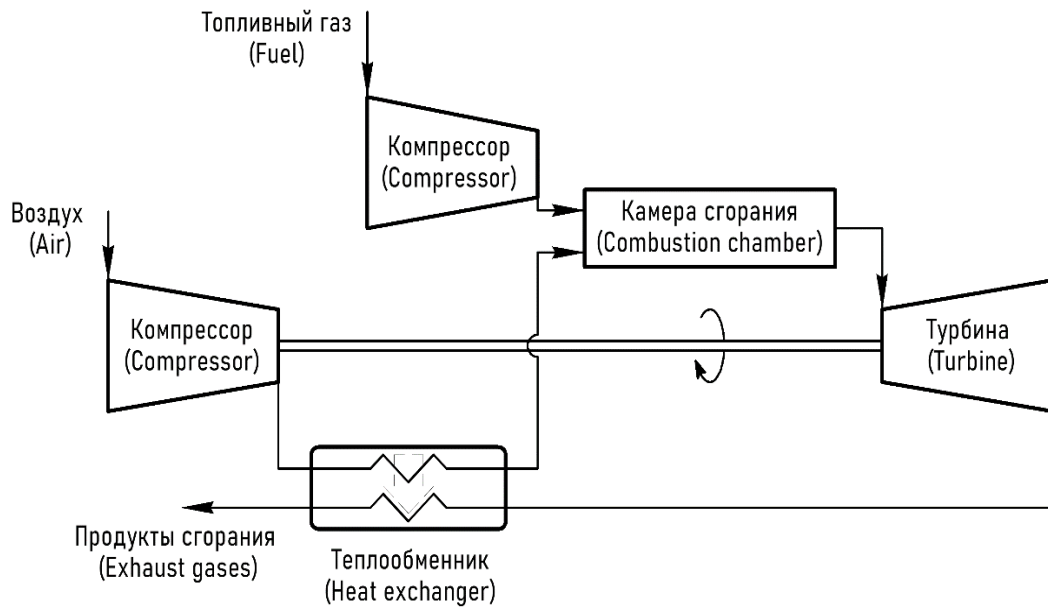 Топливный газ
(Fuel)
Компрессор
(Compressor)
Воздух
(Air)
Камера сгорания
(Combustion chamber)
Компрессор
(Compressor)
Турбина
(Turbine)
Продукты сгорания
(Exhaust gases)
Теплообменник
(Heat exchanger)